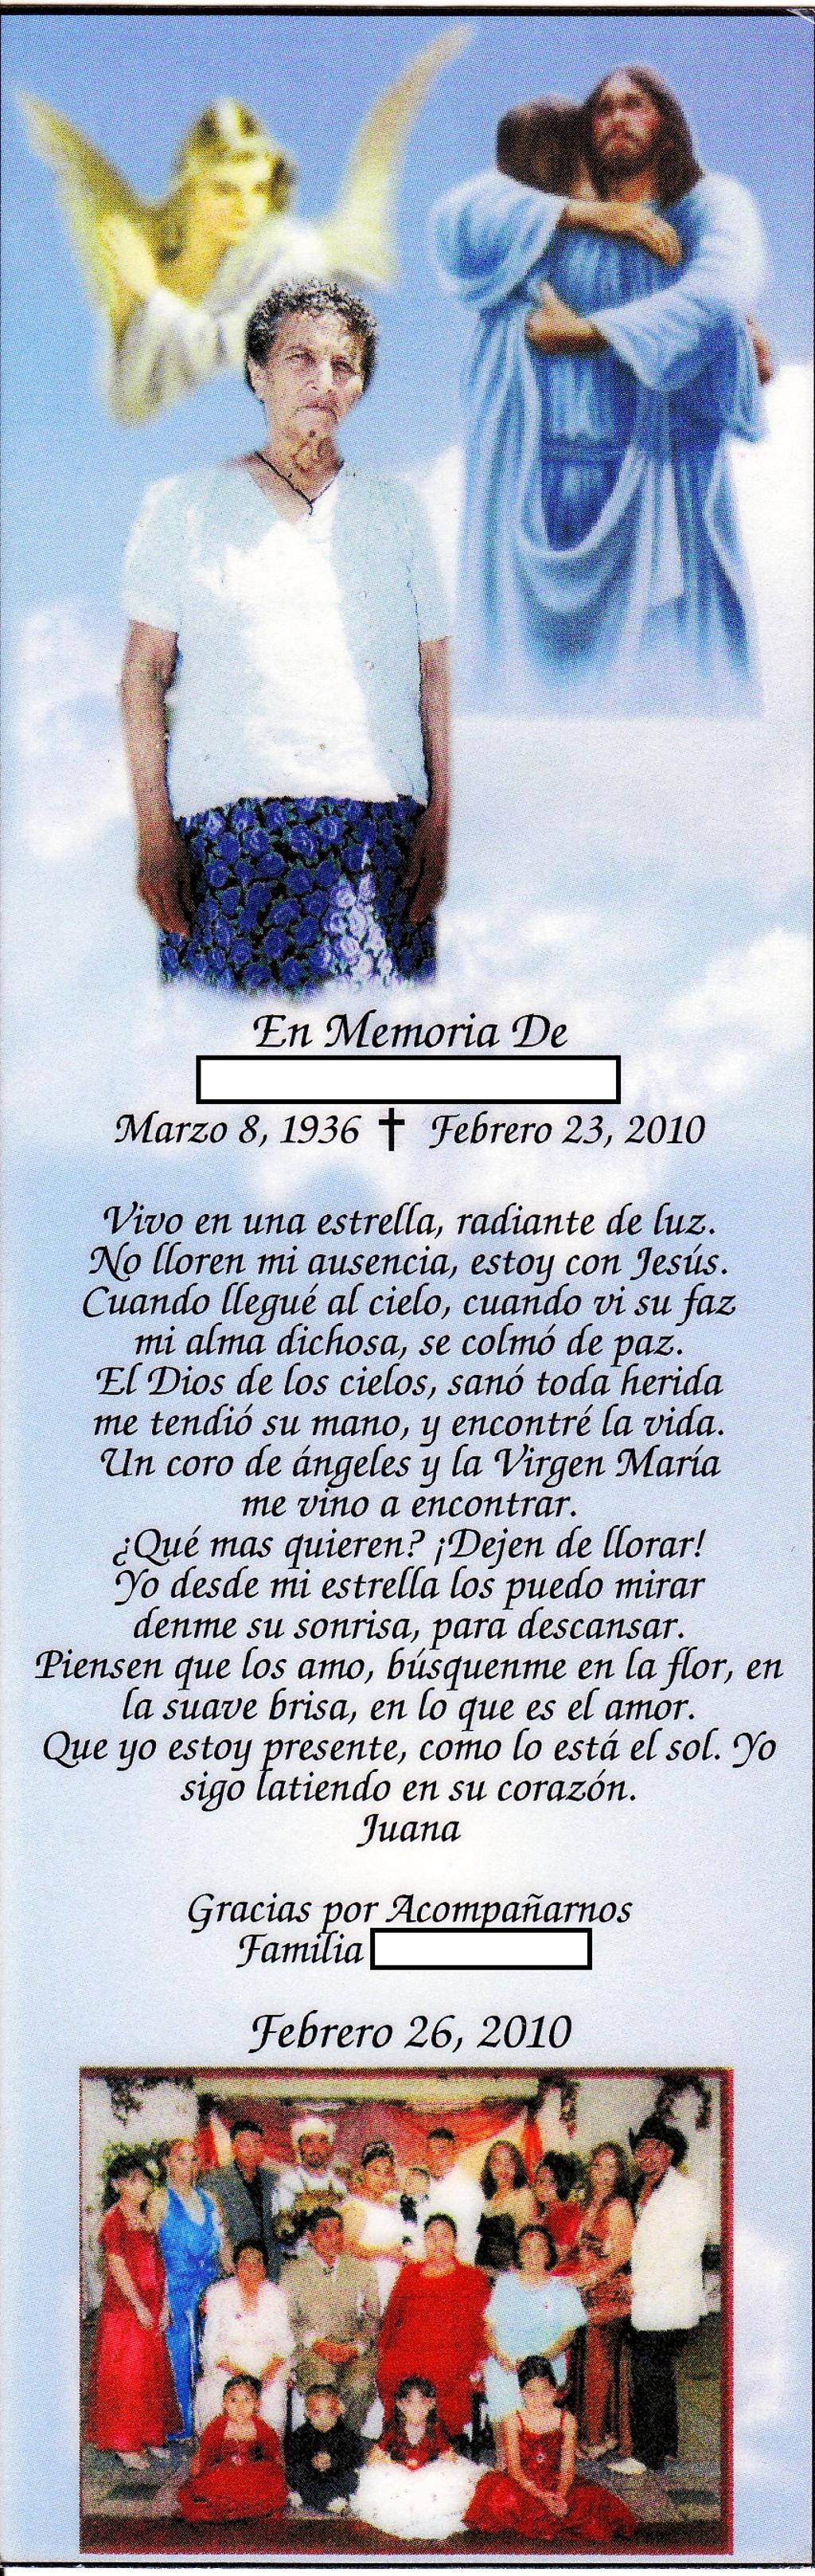 En Memoria De
Marzo 8, 1936 † Febrero 23, 2010
Vivo en una estrella, radiante de luz.
No lloren mi ausencia, estoy con Jesús.
Cuando llegué al cielo, cuando vi su faz
mi alma dichosa, se colmó de paz.
El Dios de los cielos, sanó toda herida
me tendió su mano, y encontré la vida.
Un coro de ángeles y la Virgen María
me vino a encontrar.
¿Qué mas quieren? ¡Dejen de llorar!
Yo desde mi estrella los puedo mirar
denme su sonrisa, para descansar.
Piensen que los amo, búsquenme en la flor, en
la suave brisa, en lo que es el amor.
Que yo estoy presente, como lo está el sol. Yo
sigo latiendo en su corazón.
Juana
Gracias por Acompañarnos
Familia
Febrero 26, 2010